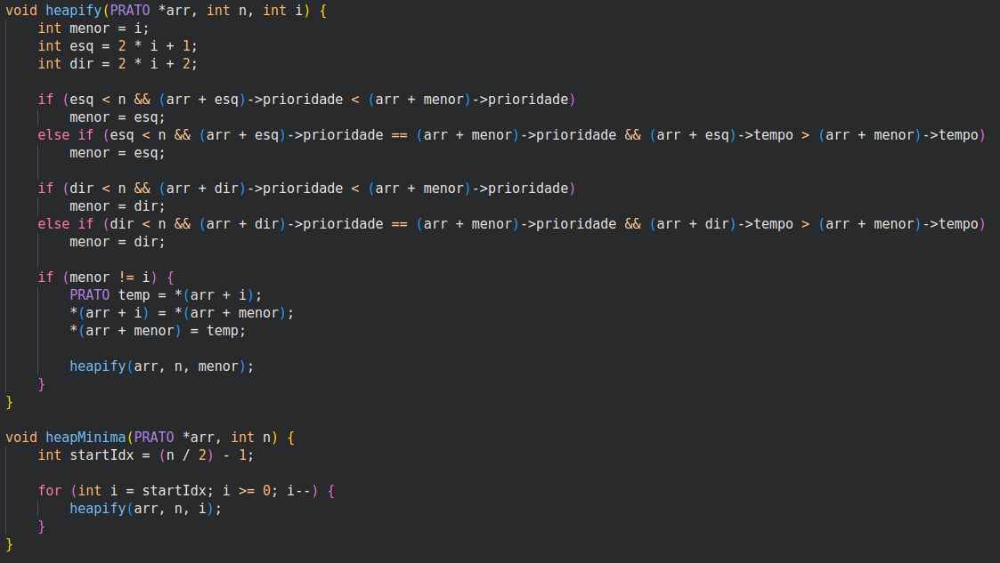 void heapify(PRATO *arr, int n, int i) {
    int menor = i;
    int esq = 2 * i + 1;
    int dir = 2 * i + 2;

    if (esq < n && (arr + esq)->prioridade < (arr + menor)->prioridade)
        menor = esq;
    else if (esq < n && (arr + esq)->prioridade == (arr + menor)->prioridade && (arr + esq)->tempo > (arr + menor)->tempo)
        menor = esq;

    if (dir < n && (arr + dir)->prioridade < (arr + menor)->prioridade)
        menor = dir;
    else if (dir < n && (arr + dir)->prioridade == (arr + menor)->prioridade && (arr + dir)->tempo > (arr + menor)->tempo)
        menor = dir;

    if (menor != i) {
        PRATO temp = *(arr + i);
        *(arr + i) = *(arr + menor);
        *(arr + menor) = temp;

        heapify(arr, n, menor);
    }
}

void heapMinima(PRATO *arr, int n) {
    int startIdx = (n / 2) - 1;

    for (int i = startIdx; i >= 0; i--) {
        heapify(arr, n, i);
    }
}